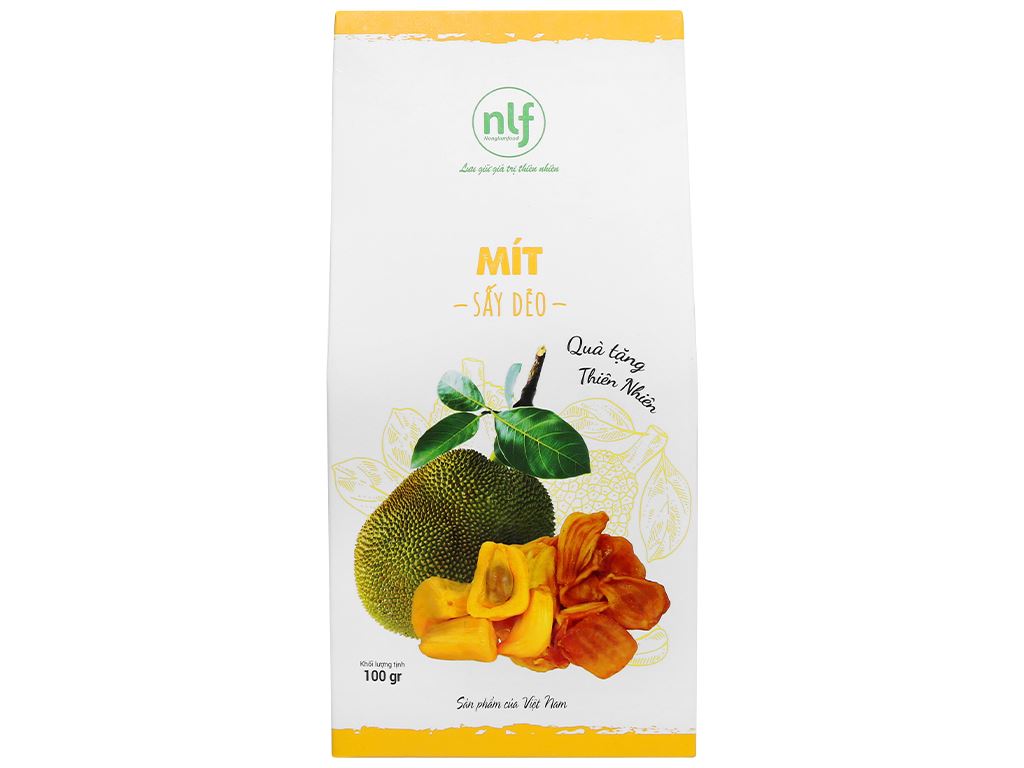 nlf
Nonglamfood
Lưu giữ giá trị thiên nhiên
MÍT
SẤY DẺO
Quà tặng
Thiên Nhiên
Khối lượng tịnh
100 gr
Sản phẩm của Việt Nam